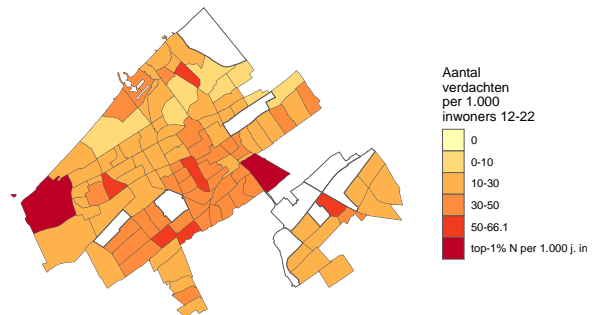 Aantal
verdachten
per 1.000
inwoners 12-22
0
0-10
10-30
30-50
50-66.1
top-1% N per 1.000 j. in